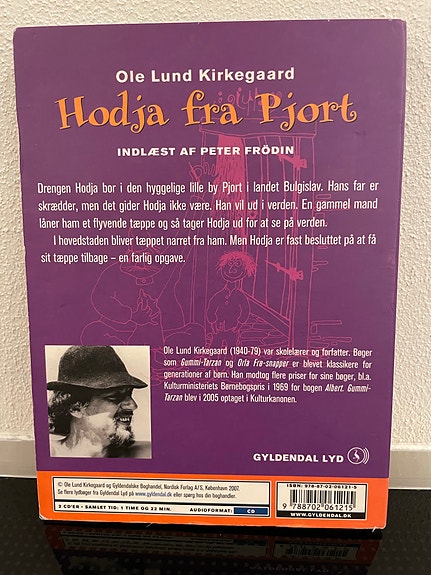 Ole Lund Kirkegaard
Hodja fra Pjort
INDLÆST AF PETER FRÖDIN
Drengen Hodja bor i den hyggelige lille by Pjort i landet Bulgislav. Hans far er
skrædder, men det gider Hodja ikke være. Han vil ud i verden. En gammel mand
låner ham et flyvende tæppe og så tager Hodja ud for at se på verden.
I hovedstaden bliver tæppet narret fra ham. Men Hodja er fast besluttet på at få
sit tæppe tilbage – en farlig opgave.
Ole Lund Kirkegaard (1940-79) var skolelærer og forfatter. Bøger
som Gummi-Tarzan og Orla Frø-snapper er blevet klassikere for
generationer af børn. Han modtog flere priser for sine bøger, bl.a.
Kulturministeriets Børnebogspris i 1969 for bogen Albert. Gummi-
Tarzan blev i 2005 optaget i Kulturkanonen.
GYLDENDAL LYD
© Ole Lund Kirkegaard og Gyldendalske Boghandel, Nordisk Forlag A/S, København 2007.
Se flere lydbøger fra Gyldendal Lyd på www.gyldendal.dk eller spørg hos din boghandler.
2 CD'ER - SAMLET TID: 1 TIME OG 22 MIN. AUDIOFORMAT: CD
ISBN: 978-87-02-06121-5
9 788702 061215
WWW.GYLDENDAL.DK